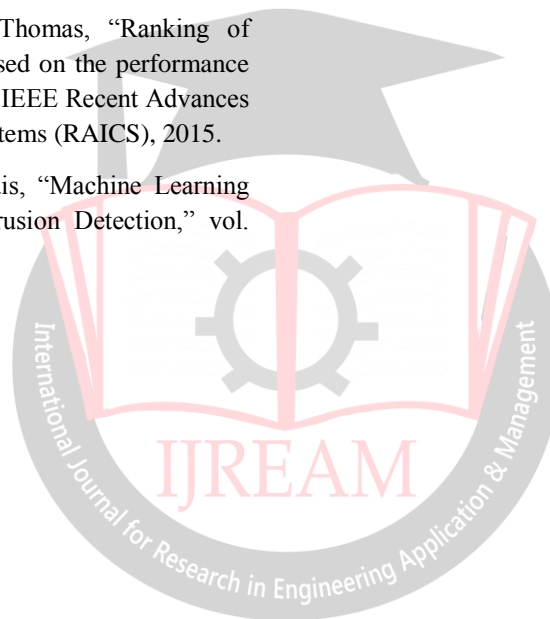 Thomas, “Ranking of
sed on the performance
IEEE Recent Advances
tems (RAICS), 2015.
is, “Machine Learning
rusion Detection,” vol.
IJREAM
International Journal for Research in Engineering Application & Management